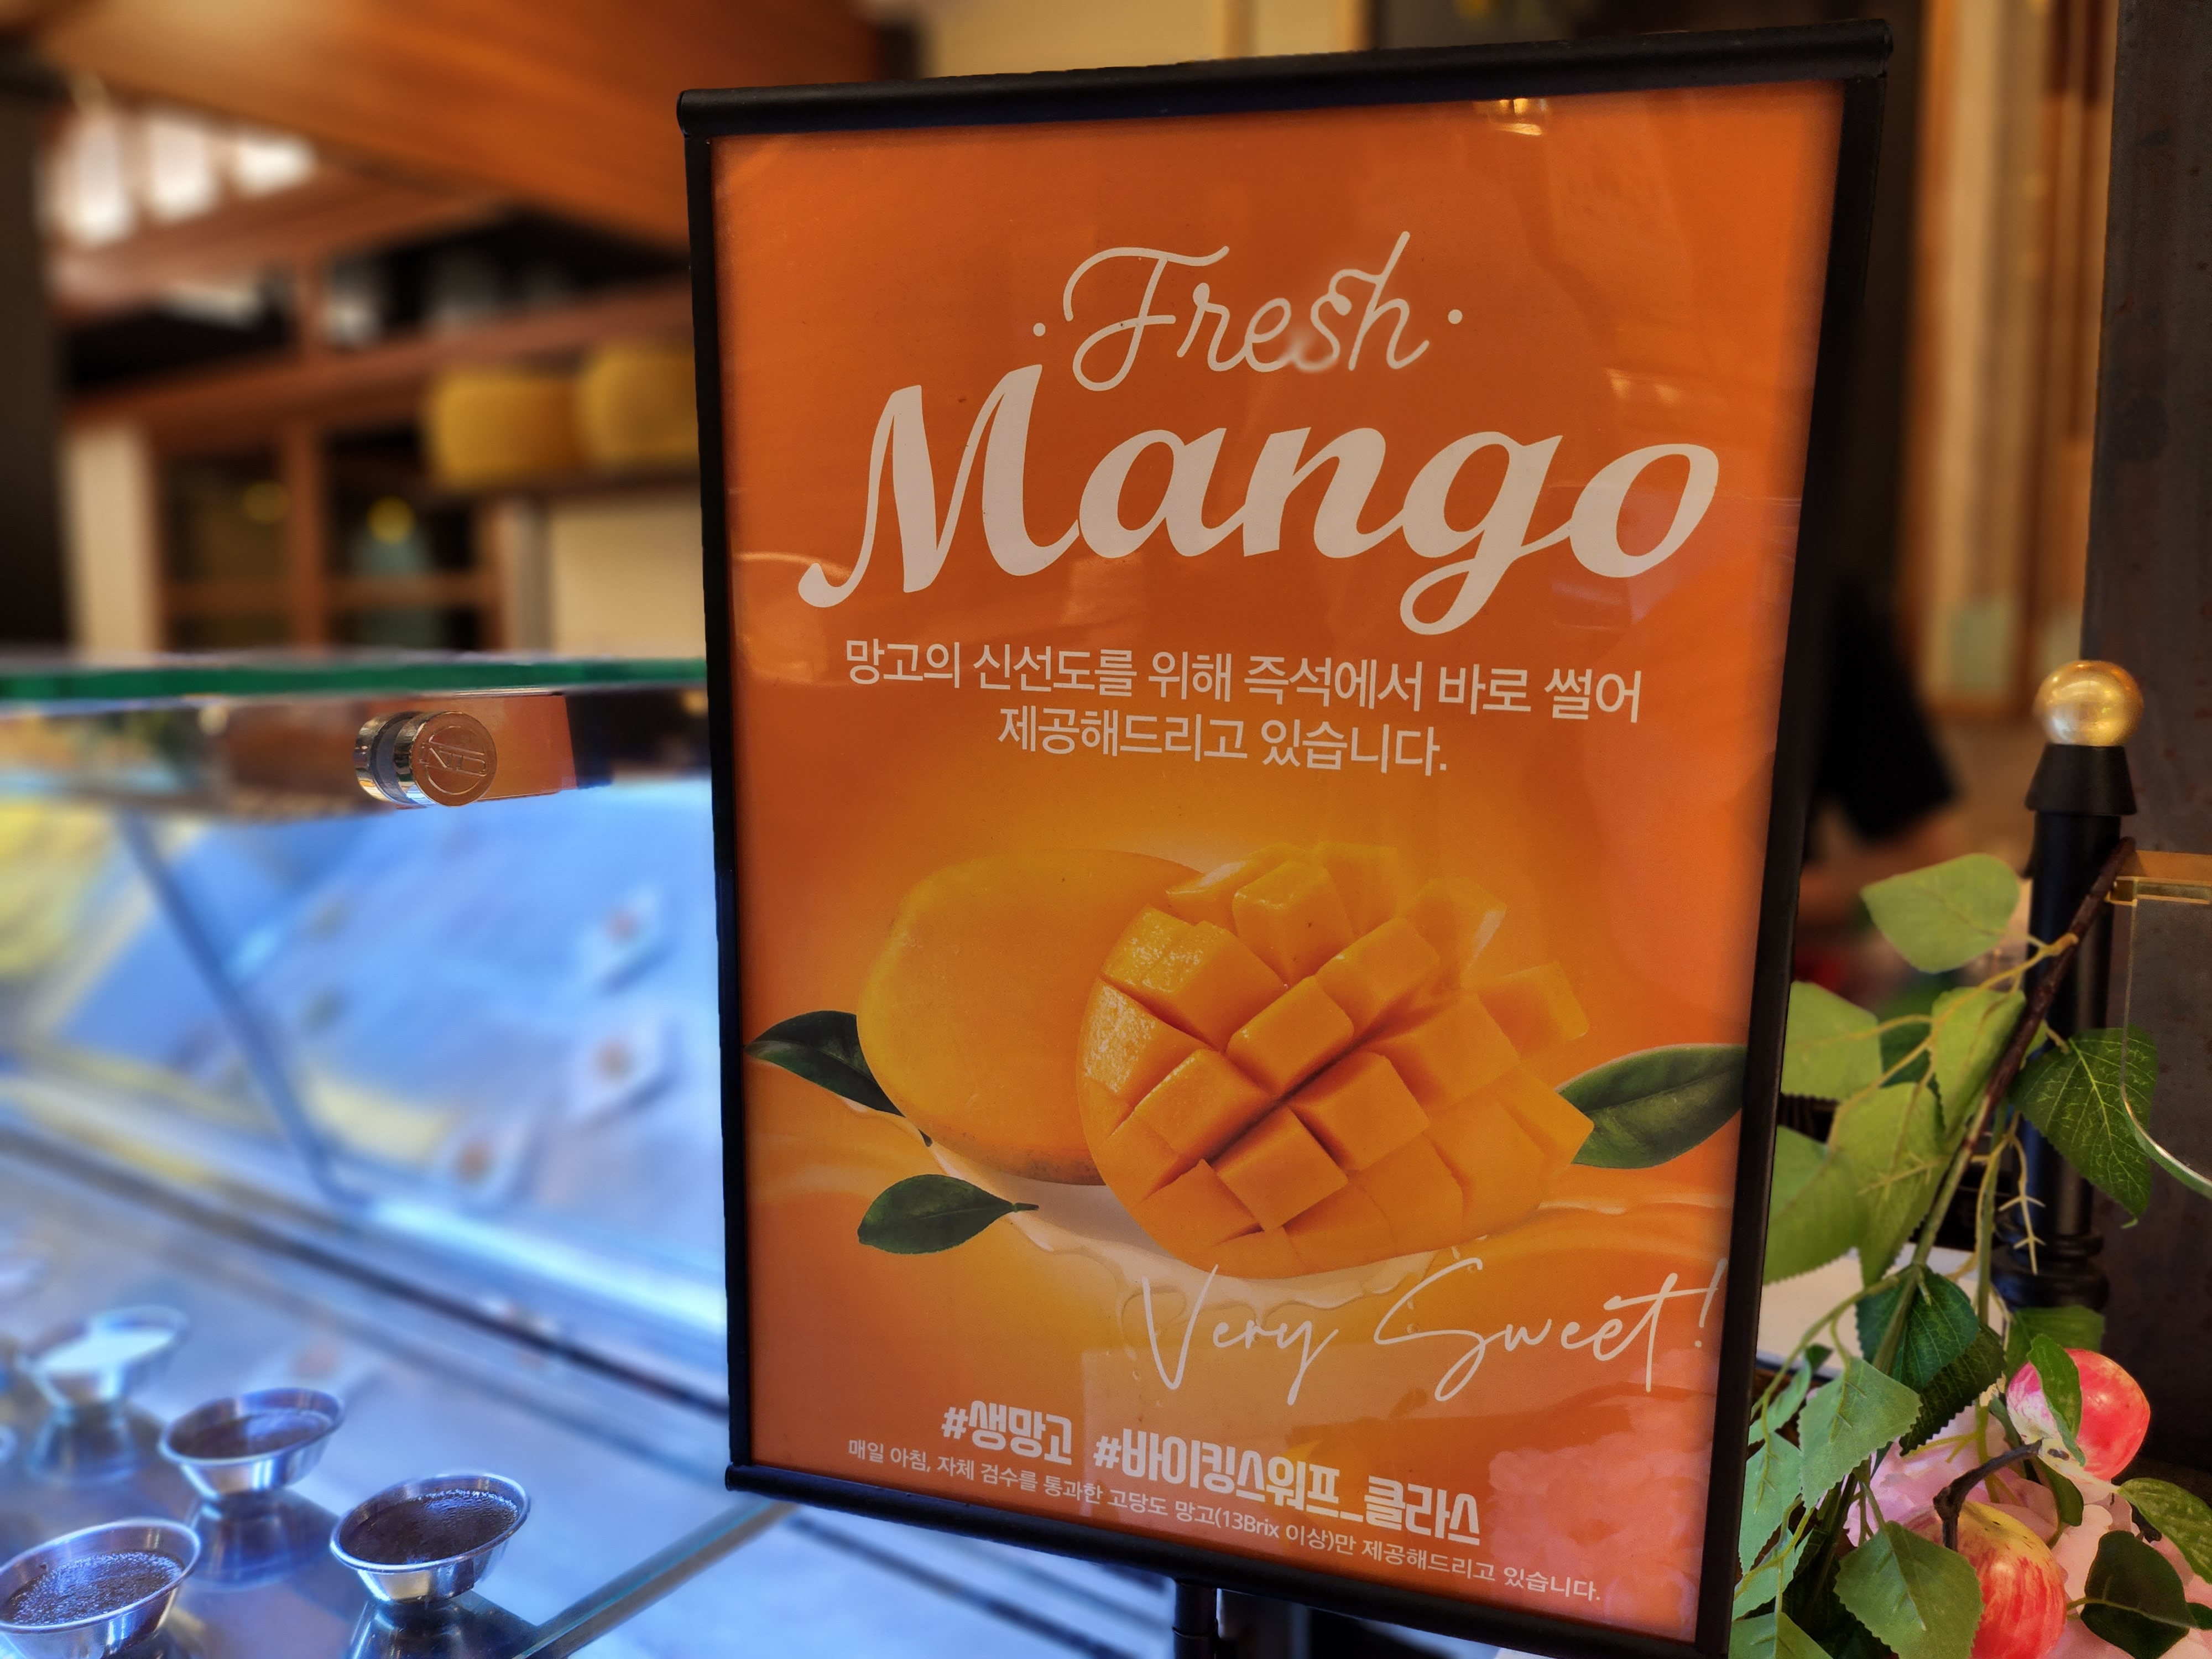 Fresh
Mango
망고의 신선도를 위해 즉석에서 바로 썰어
제공해드리고 있습니다.
Very Sweet!
#생망고 #바이킹스워프_클라스
매일 아침, 자체 검수를 통과한 고당도 망고(13Brix 이상)만 제공해드리고 있습니다.